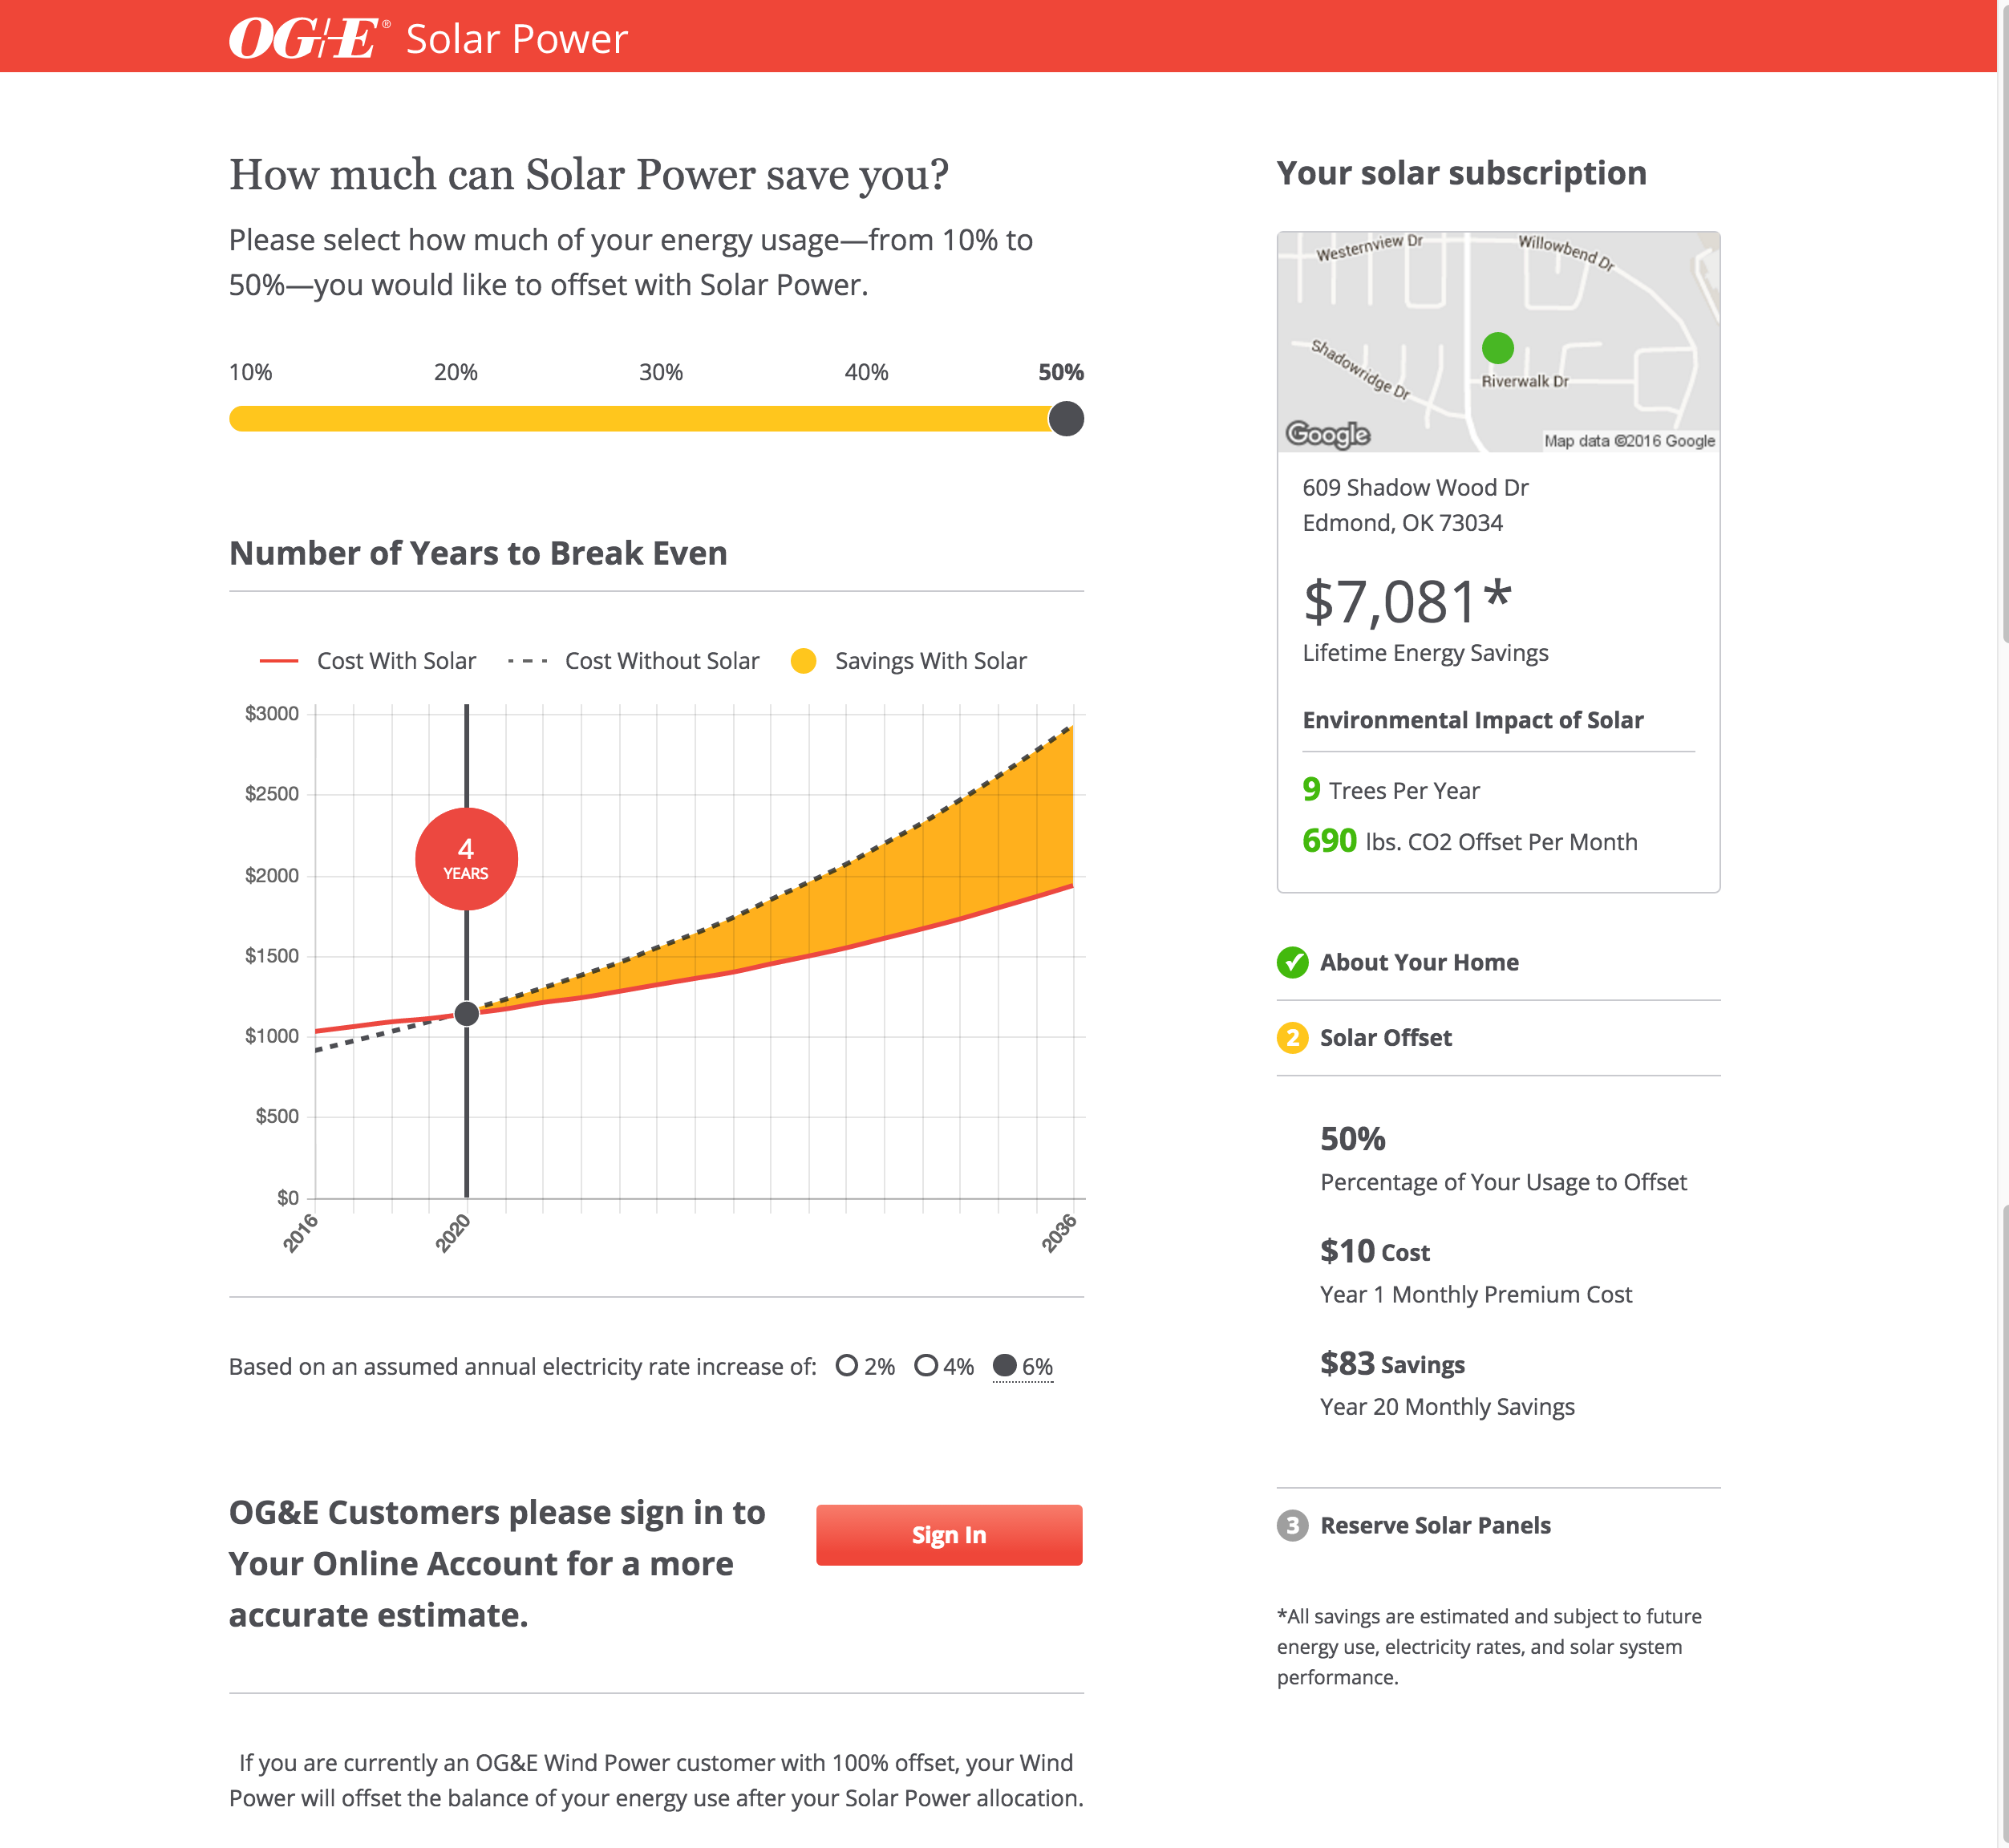 OG+E® Solar Power
How much can Solar Power save you?
Please select how much of your energy usage—from 10% to
50%—you would like to offset with Solar Power.
10% 20% 30% 40% 50%
Number of Years to Break Even
Cost With Solar Cost Without Solar Savings With Solar
$3000
$2500
$2000
$1500
$1000
$500
$0
4
YEARS
2016 2020 2036
Based on an assumed annual electricity rate increase of: 2% 4% 6%
OG&E Customers please sign in to
Your Online Account for a more
accurate estimate.
Sign In
If you are currently an OG&E Wind Power customer with 100% offset, your Wind
Power will offset the balance of your energy use after your Solar Power allocation.
Your solar subscription
Westernview Dr
Willowbend Dr
Shadowridge Dr
Riverwalk Dr
Google
Map data ©2016 Google
609 Shadow Wood Dr
Edmond, OK 73034
$7,081*
Lifetime Energy Savings
Environmental Impact of Solar
9 Trees Per Year
690 lbs. CO2 Offset Per Month
About Your Home
2 Solar Offset
50%
Percentage of Your Usage to Offset
$10 Cost
Year 1 Monthly Premium Cost
$83 Savings
Year 20 Monthly Savings
3 Reserve Solar Panels
*All savings are estimated and subject to future
energy use, electricity rates, and solar system
performance.